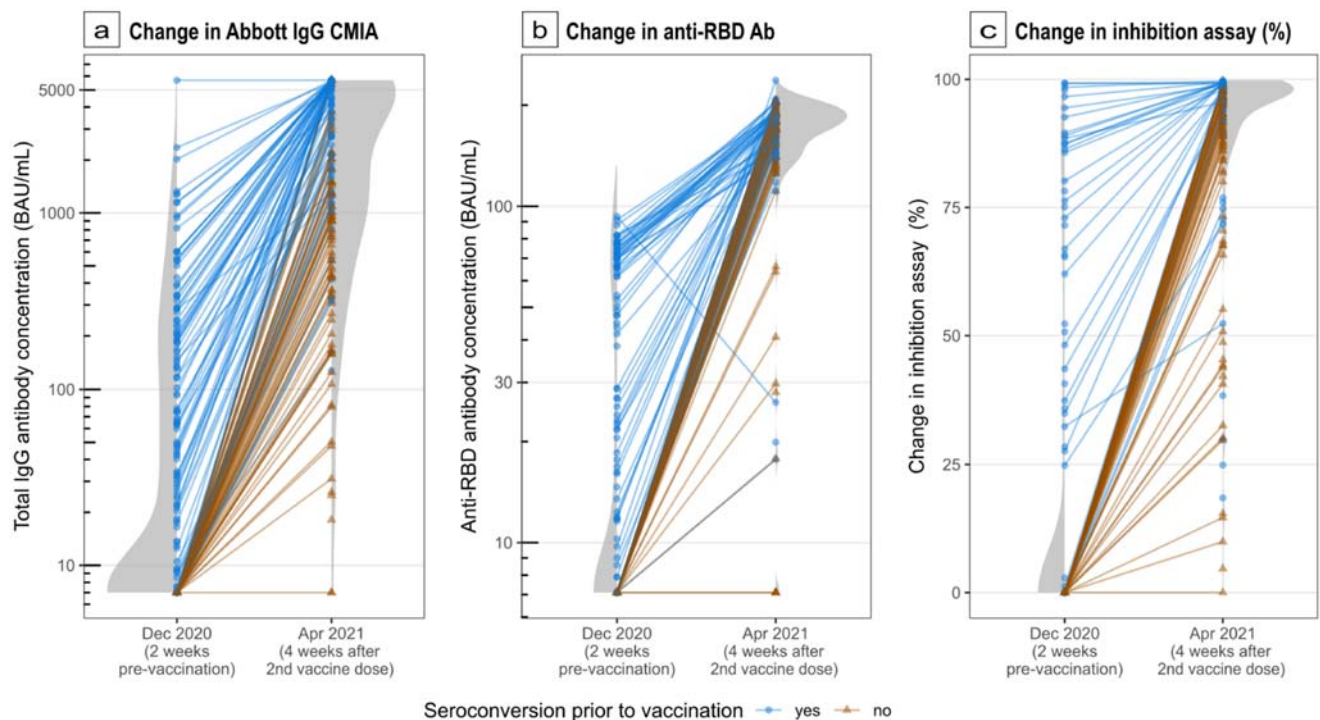 a Change in Abbott IgG CMIA
Total IgG antibody concentration (BAU/mL)
5000
1000
100
10
Dec 2020
(2 weeks
pre-vaccination)
Apr 2021
(4 weeks after
2nd vaccine dose)
b Change in anti-RBD Ab
Anti-RBD antibody concentration (BAU/mL)
100
30
10
Dec 2020
(2 weeks
pre-vaccination)
Apr 2021
(4 weeks after
2nd vaccine dose)
c Change in inhibition assay (%)
Change in inhibition assay (%)
100
75
50
25
0
Dec 2020
(2 weeks
pre-vaccination)
Apr 2021
(4 weeks after
2nd vaccine dose)
Seroconversion prior to vaccination yes no